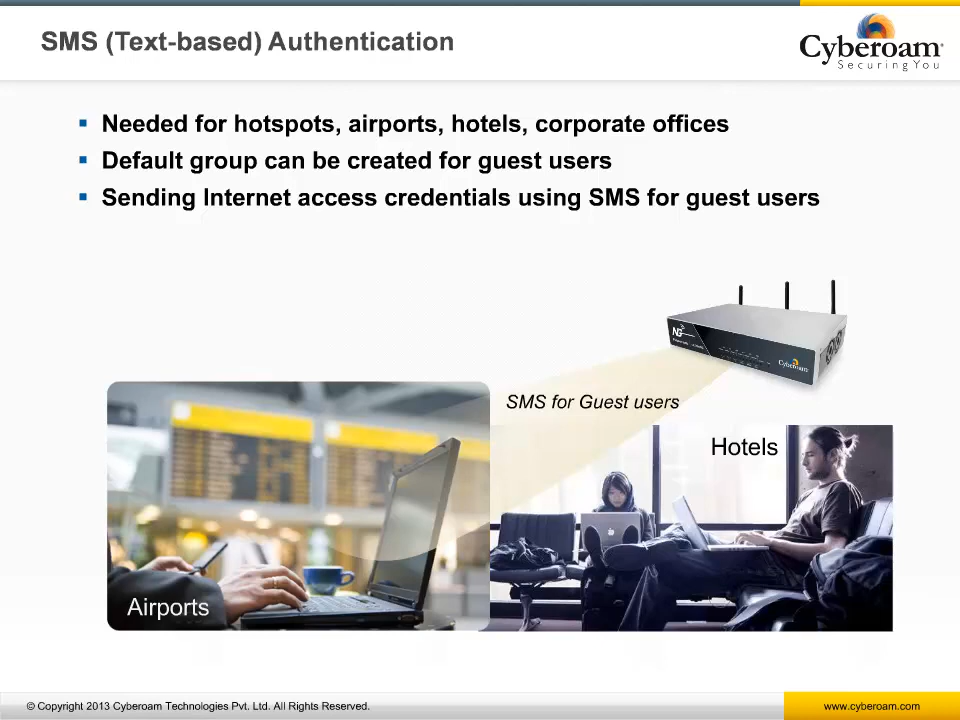 SMS (Text-based) Authentication
Cyberoam
Securing You
Needed for hotspots, airports, hotels, corporate offices
Default group can be created for guest users
Sending Internet access credentials using SMS for guest users
NG
Cyberoam
SMS for Guest users
Hotels
Airports
© Copyright 2013 Cyberoam Technologies Pvt. Ltd. All Rights Reserved.
www.cyberoam.com